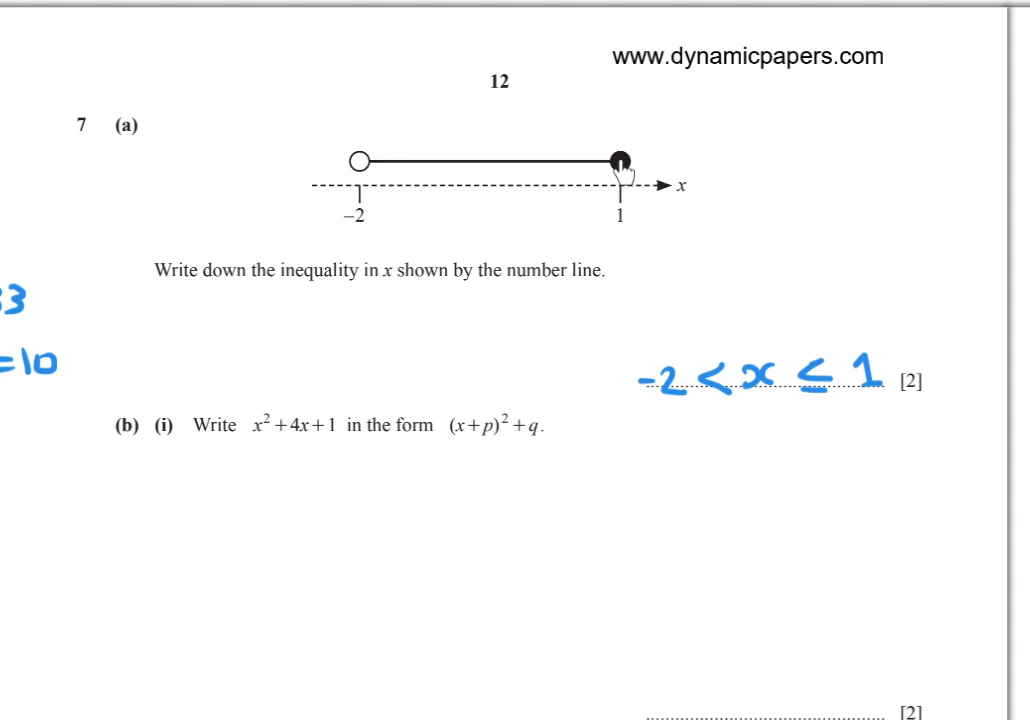 www.dynamicpapers.com
12
7 (a)
x
–2 1
Write down the inequality in x shown by the number line.
33
=10
-2 < x ≤ 1 [2]
(b) (i) Write x² + 4x + 1 in the form (x + p)² + q.
[2]